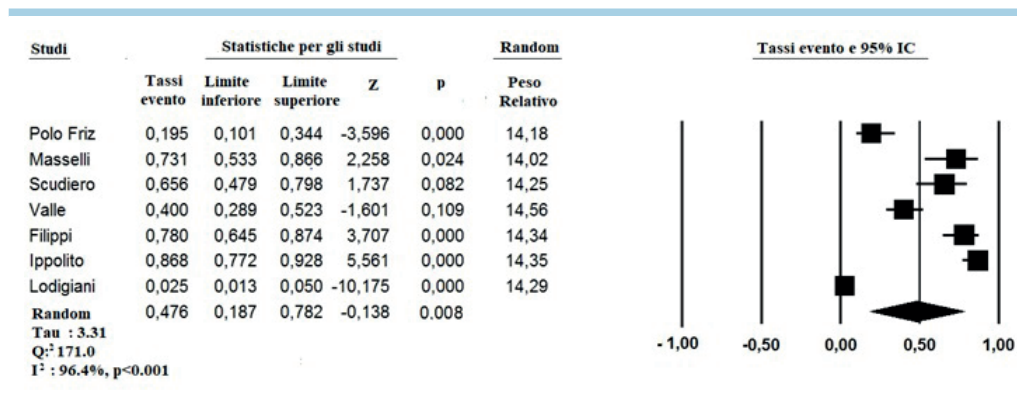 Studi Statistiche per gli studi Random Tassi evento e 95% IC
Tassi evento Limite inferiore Limite superiore Z p Peso Relativo
Polo Friz 0,195 0,101 0,344 -3,596 0,000 14,18
Masselli 0,731 0,533 0,866 2,258 0,024 14,02
Scudiero 0,656 0,479 0,798 1,737 0,082 14,25
Valle 0,400 0,289 0,523 -1,601 0,109 14,56
Filippi 0,780 0,645 0,874 3,707 0,000 14,34
Ippolito 0,868 0,772 0,928 5,561 0,000 14,35
Lodigiani 0,025 0,013 0,050 -10,175 0,000 14,29
Random 0,476 0,187 0,782 -0,138 0.008
Tau : 3.31
Q:² 171.0
I² : 96.4%, p<0.001
- 1,00 -0,50 0,00 0,50 1,00